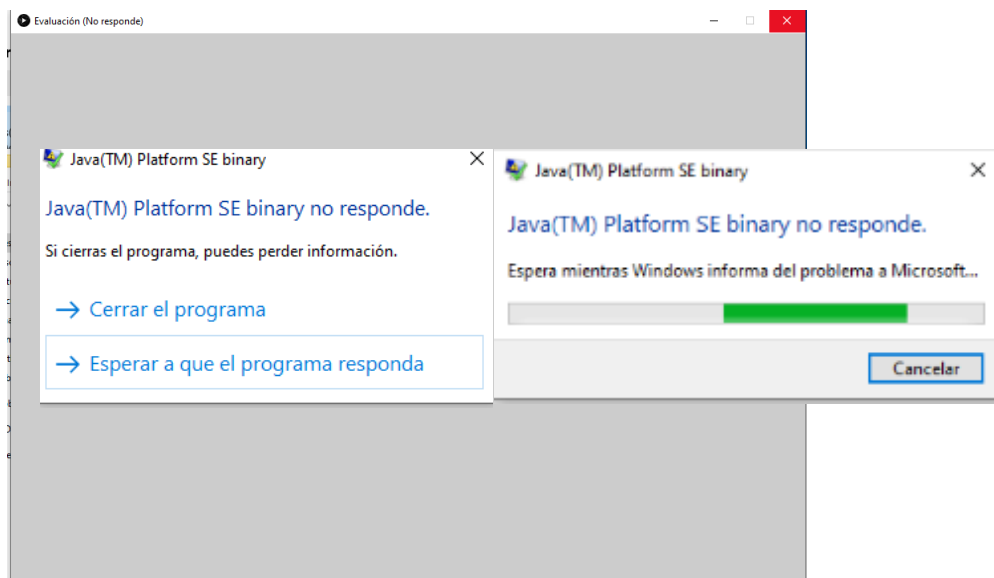 Evaluación (No responde)
Java(TM) Platform SE binary
Java(TM) Platform SE binary no responde.
Si cierras el programa, puedes perder información.
→ Cerrar el programa
→ Esperar a que el programa responda
Java(TM) Platform SE binary
Java(TM) Platform SE binary no responde.
Espera mientras Windows informa del problema a Microsoft...
Cancelar